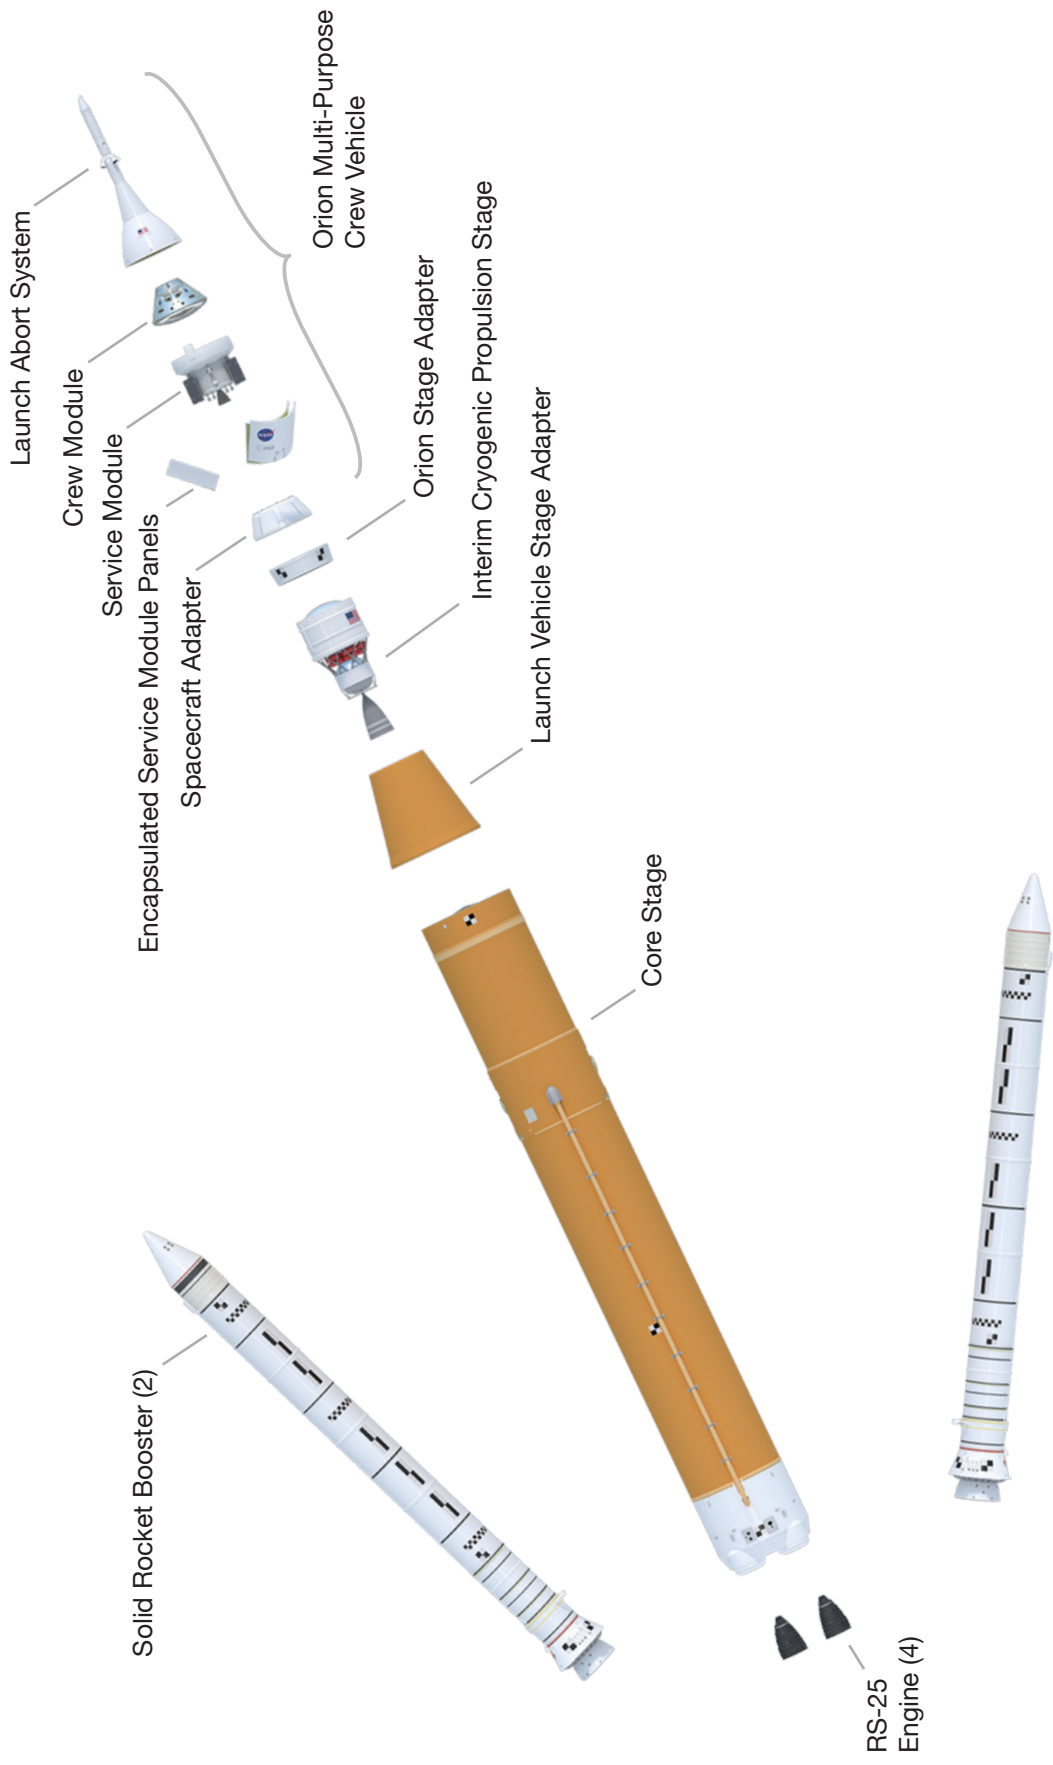 Launch Abort System
Crew Module
Service Module
Encapsulated Service Module Panels
Spacecraft Adapter
Orion Multi-Purpose
Crew Vehicle
Orion Stage Adapter
Interim Cryogenic Propulsion Stage
Launch Vehicle Stage Adapter
Core Stage
Solid Rocket Booster (2)
RS-25
Engine (4)
NASA